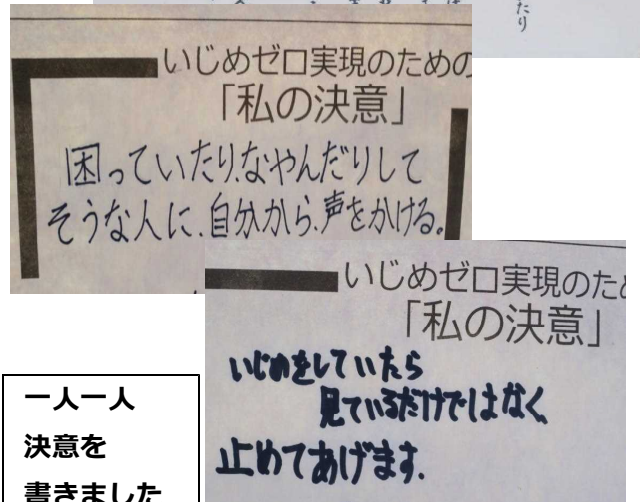 たり
いじめゼロ実現のための
「私の決意」
困っていたり、なやんだりして
そうな人に、自分から、声をかける。
いじめゼロ実現のため
「私の決意」
いじめをしていたら
見ているだけではなく
止めてあげます.
一人一人
決意を
書きました